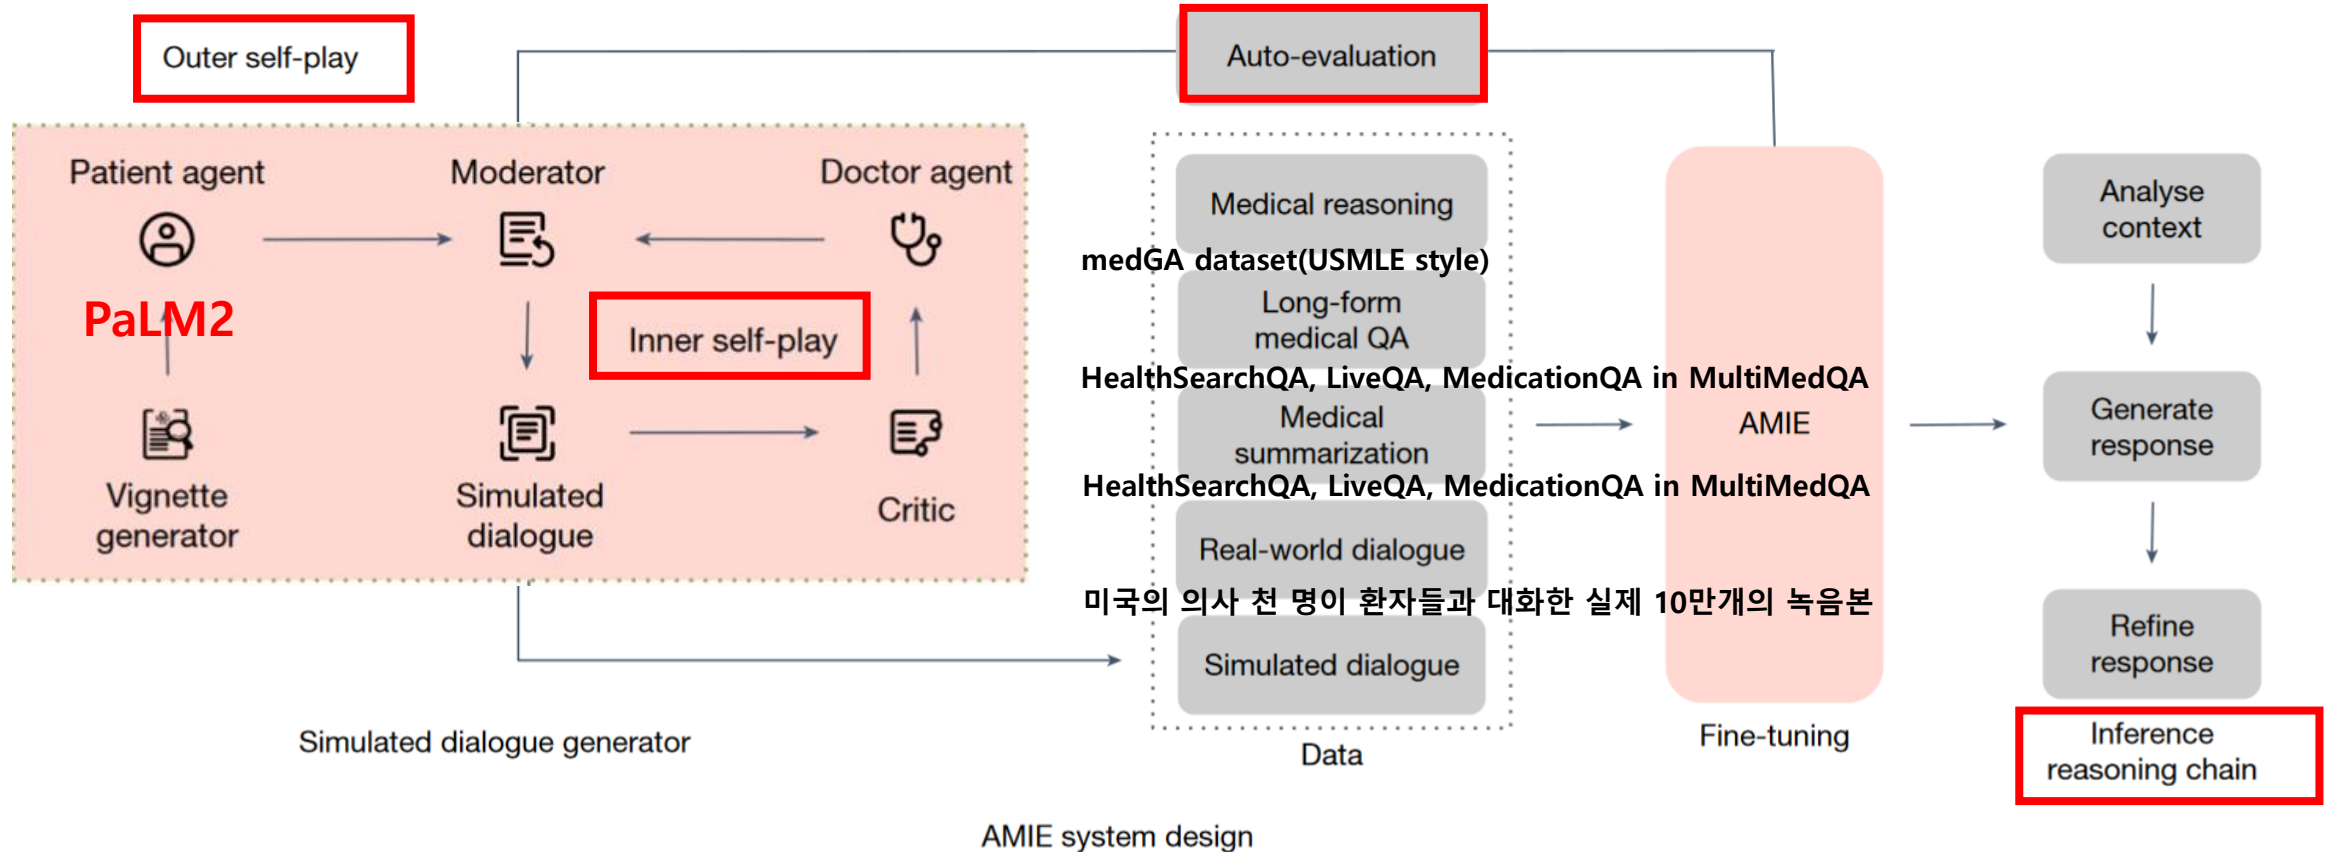 Outer self-play
Auto-evaluation
Patient agent
Moderator
Doctor agent
PaLM2
Inner self-play
Vignette
generator
Simulated
dialogue
Critic
Simulated dialogue generator
Medical reasoning
medGA dataset(USMLE style)
Long-form
medical QA
HealthSearchQA, LiveQA, MedicationQA in MultiMedQA
Medical
summarization
HealthSearchQA, LiveQA, MedicationQA in MultiMedQA
Real-world dialogue
미국의 의사 천 명이 환자들과 대화한 실제 10만개의 녹음본
Simulated dialogue
Data
AMIE
Fine-tuning
Analyse
context
Generate
response
Refine
response
Inference
reasoning chain
AMIE system design